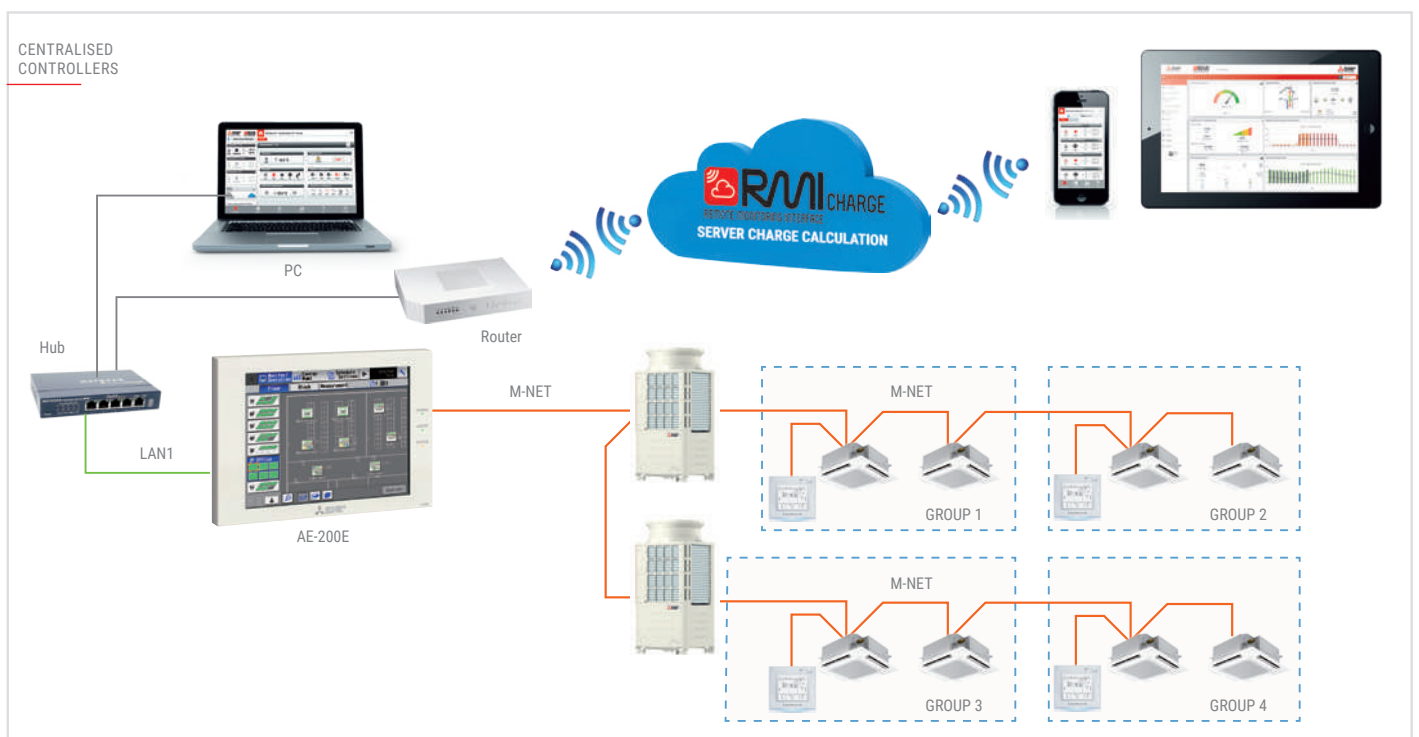 CENTRALISED
CONTROLLERS
RMI CHARGE
REMOTE MONITORING INTERFACE
SERVER CHARGE CALCULATION
PC
Router
Hub
M-NET
M-NET
LAN1
GROUP 1
GROUP 2
AE-200E
M-NET
GROUP 3
GROUP 4